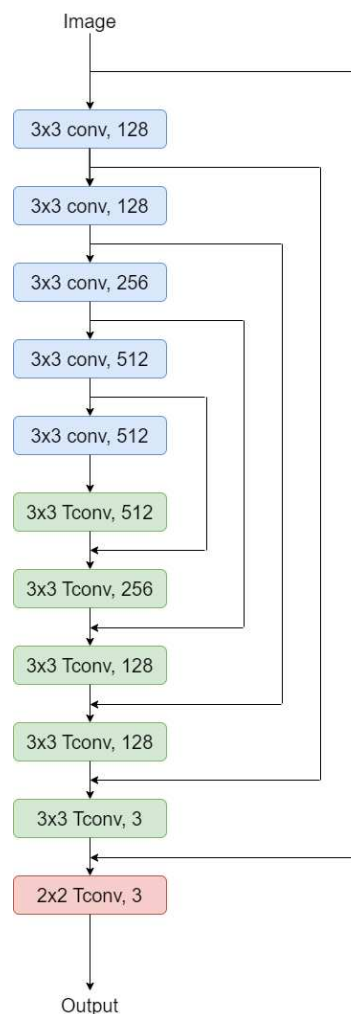 Image
3x3 conv, 128
3x3 conv, 128
3x3 conv, 256
3x3 conv, 512
3x3 conv, 512
3x3 Tconv, 512
3x3 Tconv, 256
3x3 Tconv, 128
3x3 Tconv, 128
3x3 Tconv, 3
2x2 Tconv, 3
Output